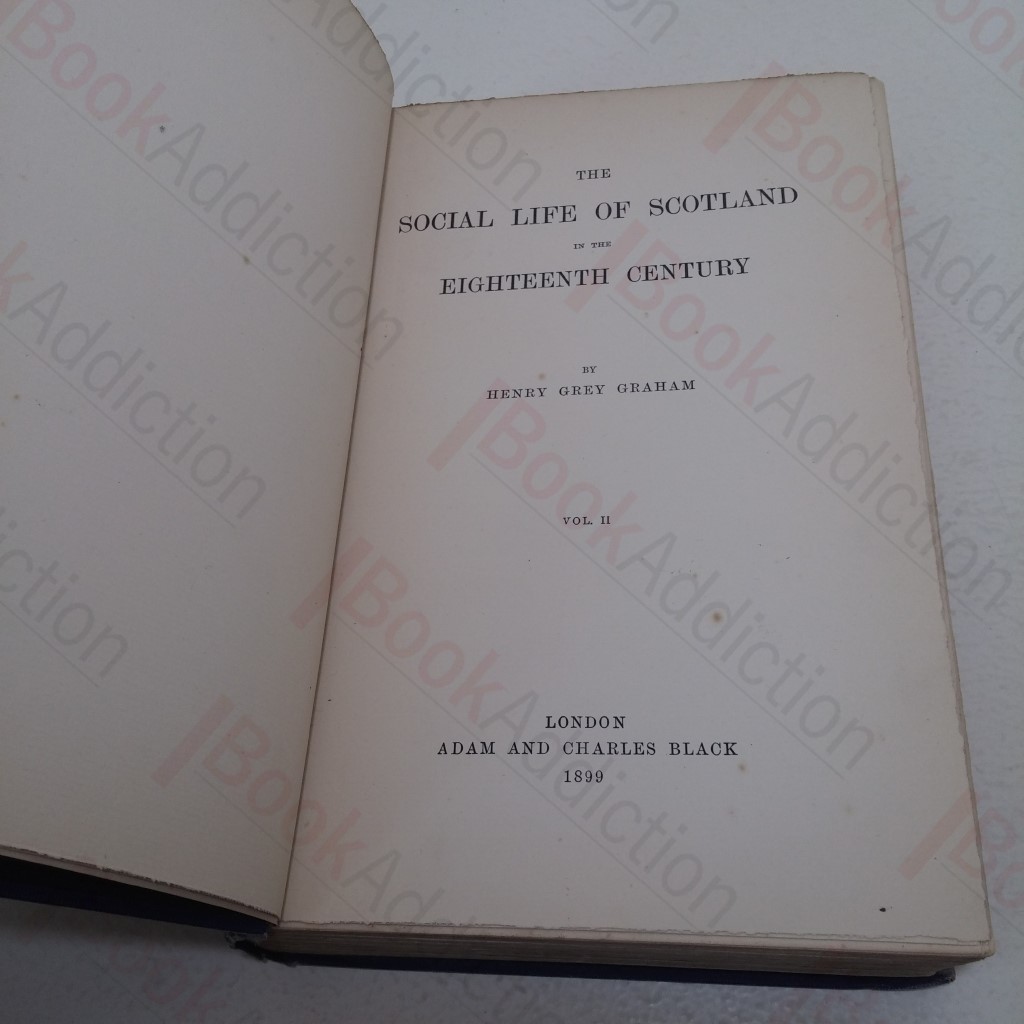 THE
SOCIAL LIFE OF SCOTLAND
IN THE
EIGHTEENTH CENTURY
BY
HENRY GREY GRAHAM
VOL. II
LONDON
ADAM AND CHARLES BLACK
1899
BookAddiction